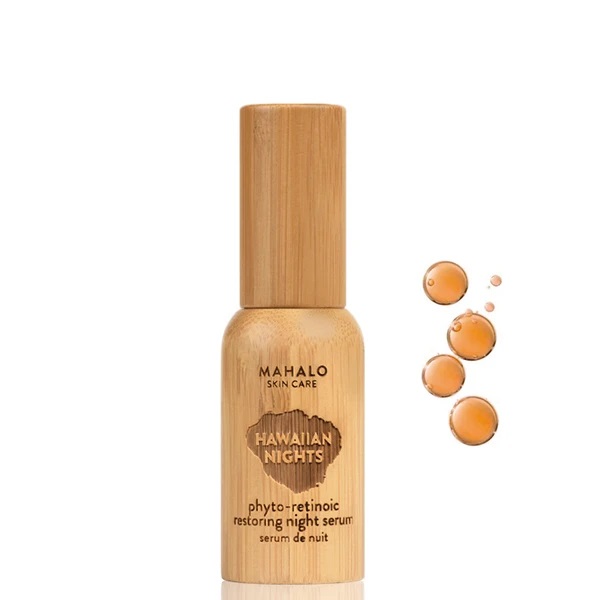 MAHALO
SKIN CARE
HAWAIIAN
NIGHTS
phyto-retinoic
restoring night serum
serum de nuit